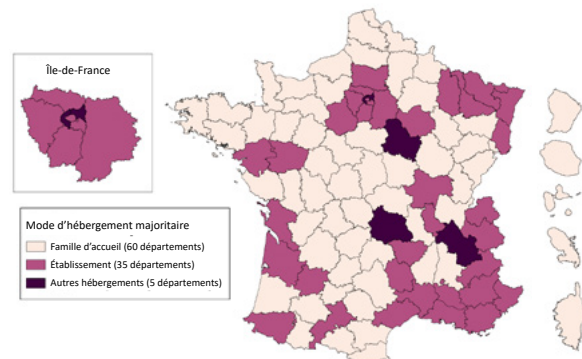 Île-de-France
Mode d'hébergement majoritaire
Famille d'accueil (60 départements)
Établissement (35 départements)
Autres hébergements (5 départements)